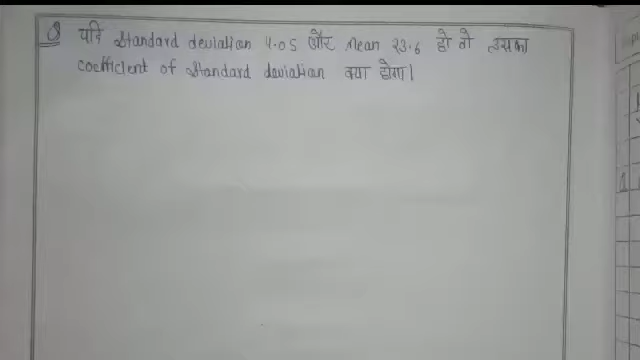 Q यदि Standard deviation 4.05 और Mean 23.6 हो तो उसका
coefficient of Standard deviation क्या होगा।